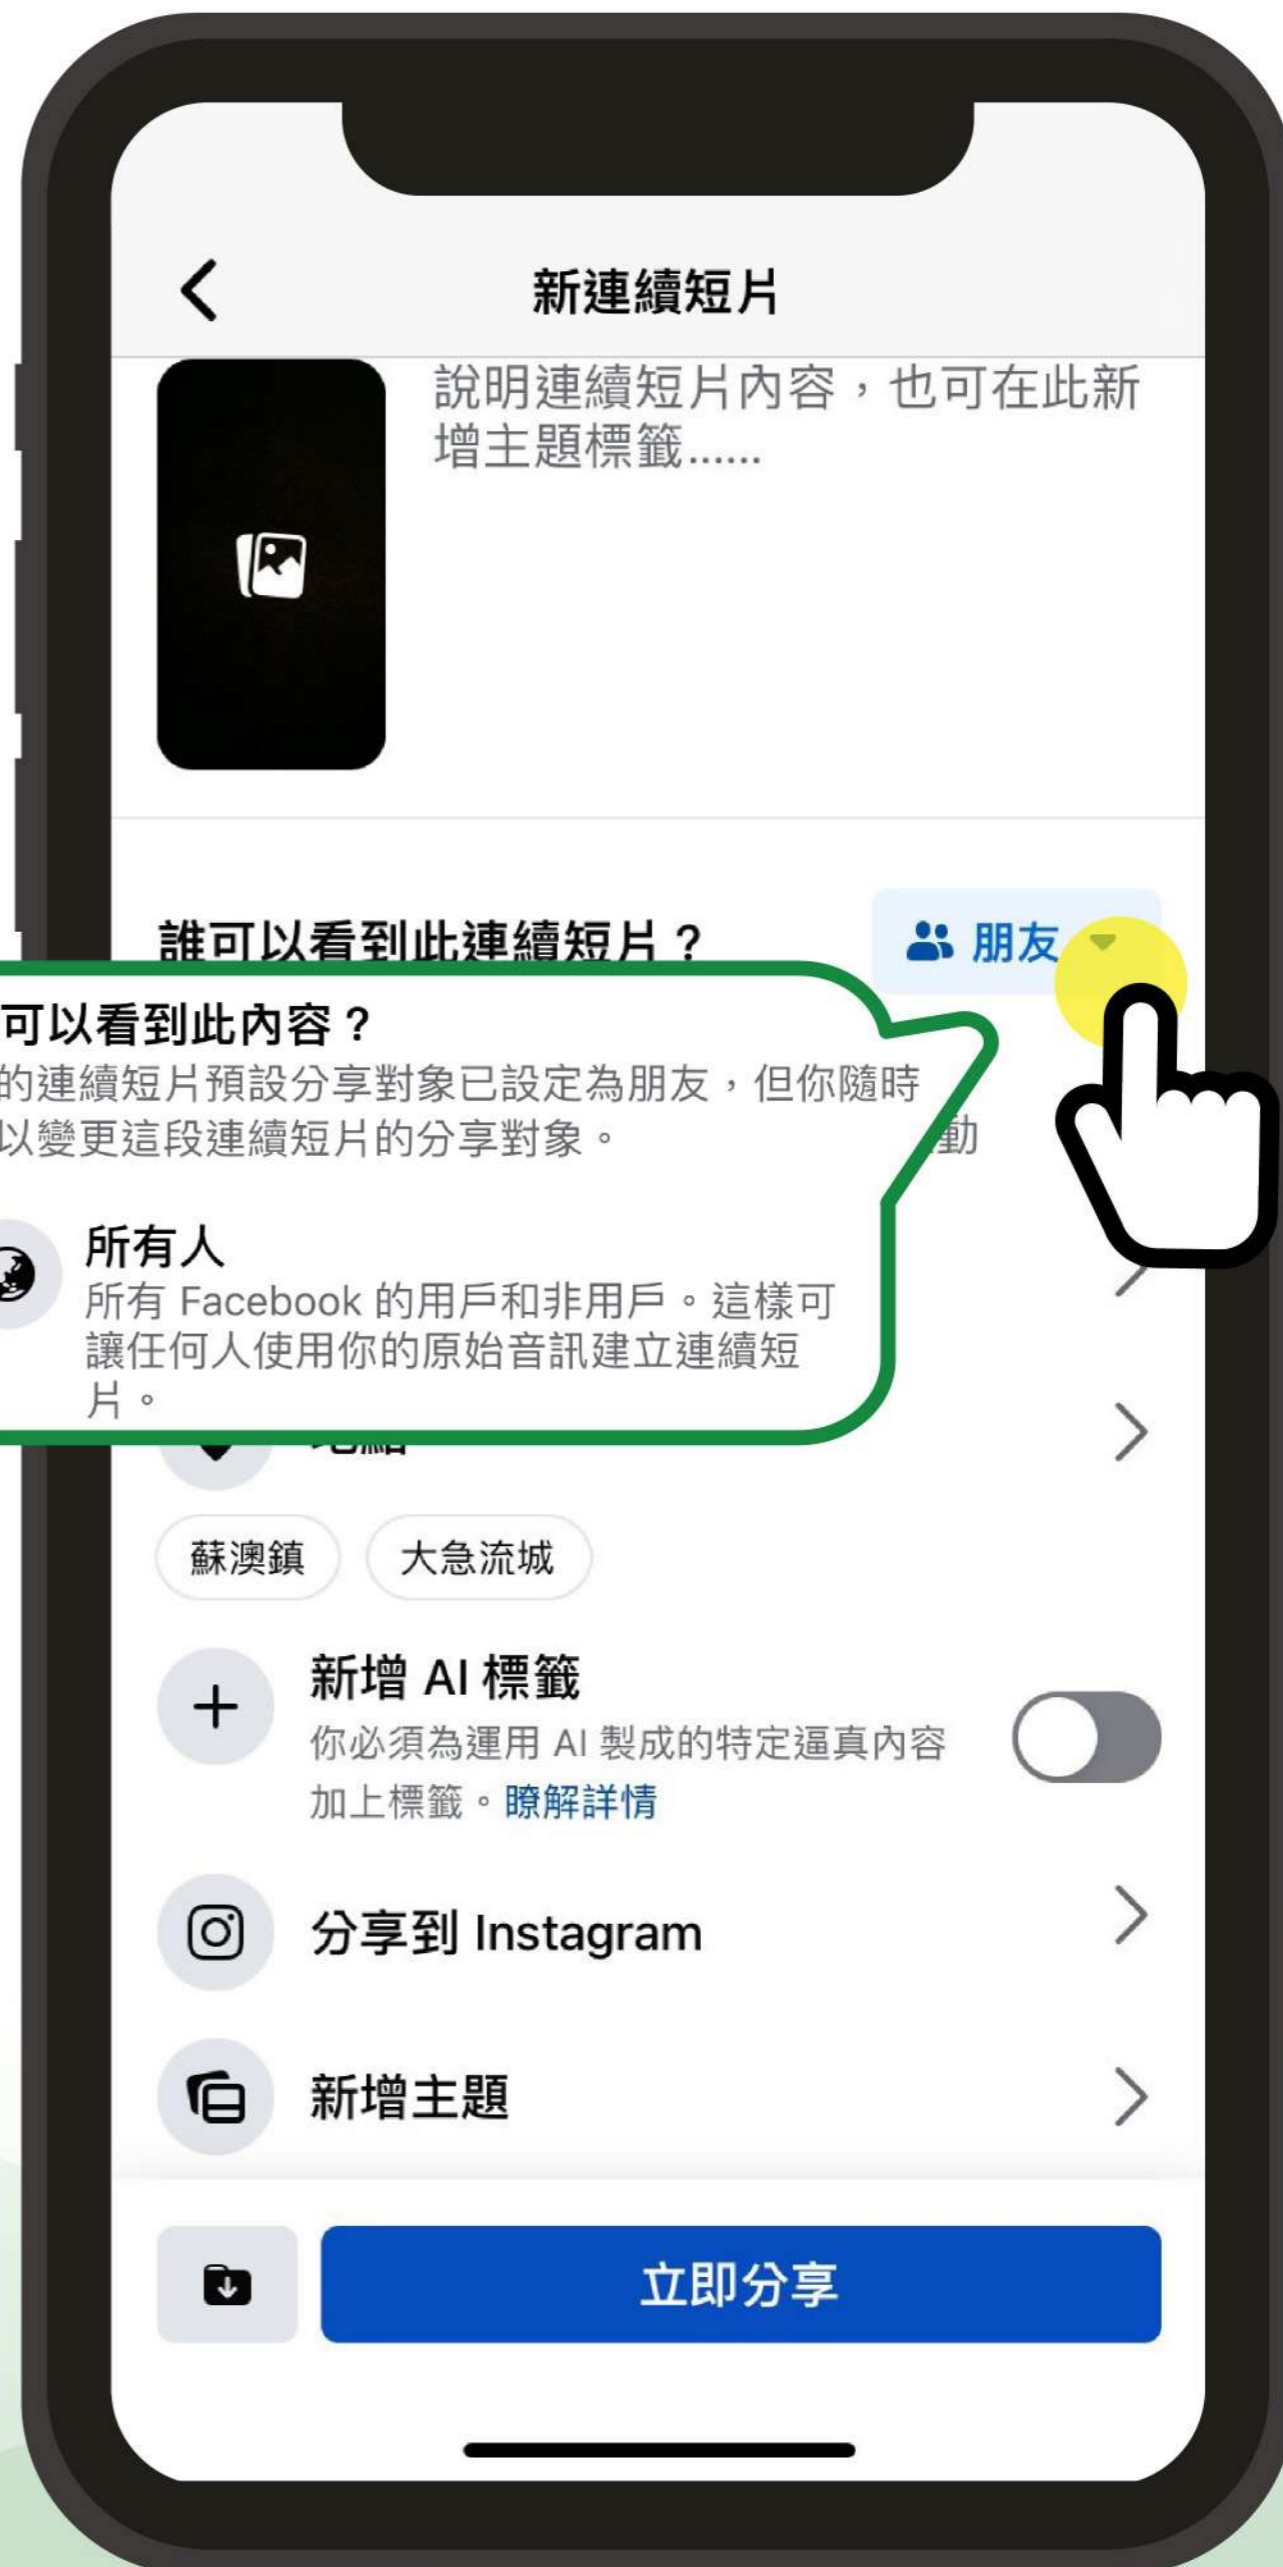 新連續短片
說明連續短片內容，也可在此新
增主題標籤......
誰可以看到此連續短片？
朋友
可以看到此內容？
的連續短片預設分享對象已設定為朋友，但你隨時
以變更這段連續短片的分享對象。
動
所有人
所有 Facebook 的用戶和非用戶。這樣可
讓任何人使用你的原始音訊建立連續短
片。
蘇澳鎮
大急流城
新增 AI 標籤
你必須為運用 AI 製成的特定逼真內容
加上標籤。瞭解詳情
分享到 Instagram
新增主題
立即分享